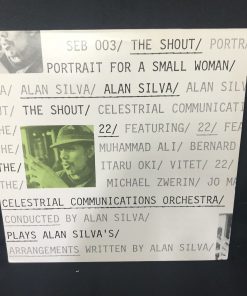 SEB 003/ THE SHOUT/ PORTRA
PORTRAIT FOR A SMALL WOMAN/
A/ ALAN SILVA/ ALAN SILVA/ ALAN SILV
UT/ THE SHOUT/ CELESTRIAL COMMUNICATI
THE/ 22/ FEATURING/ 22/ FEA
THE/ MUHAMMAD ALI/ BERNARD
THE/ ITARU OKI/ VITET/ 22/
THE/ MICHAEL ZWERIN/ JO MA
CELESTRIAL COMMUNICATIONS ORCHESTRA/
CONDUCTED BY ALAN SILVA/
PLAYS ALAN SILVA'S/
ARRANGEMENTS WRITTEN BY ALAN SILVA/